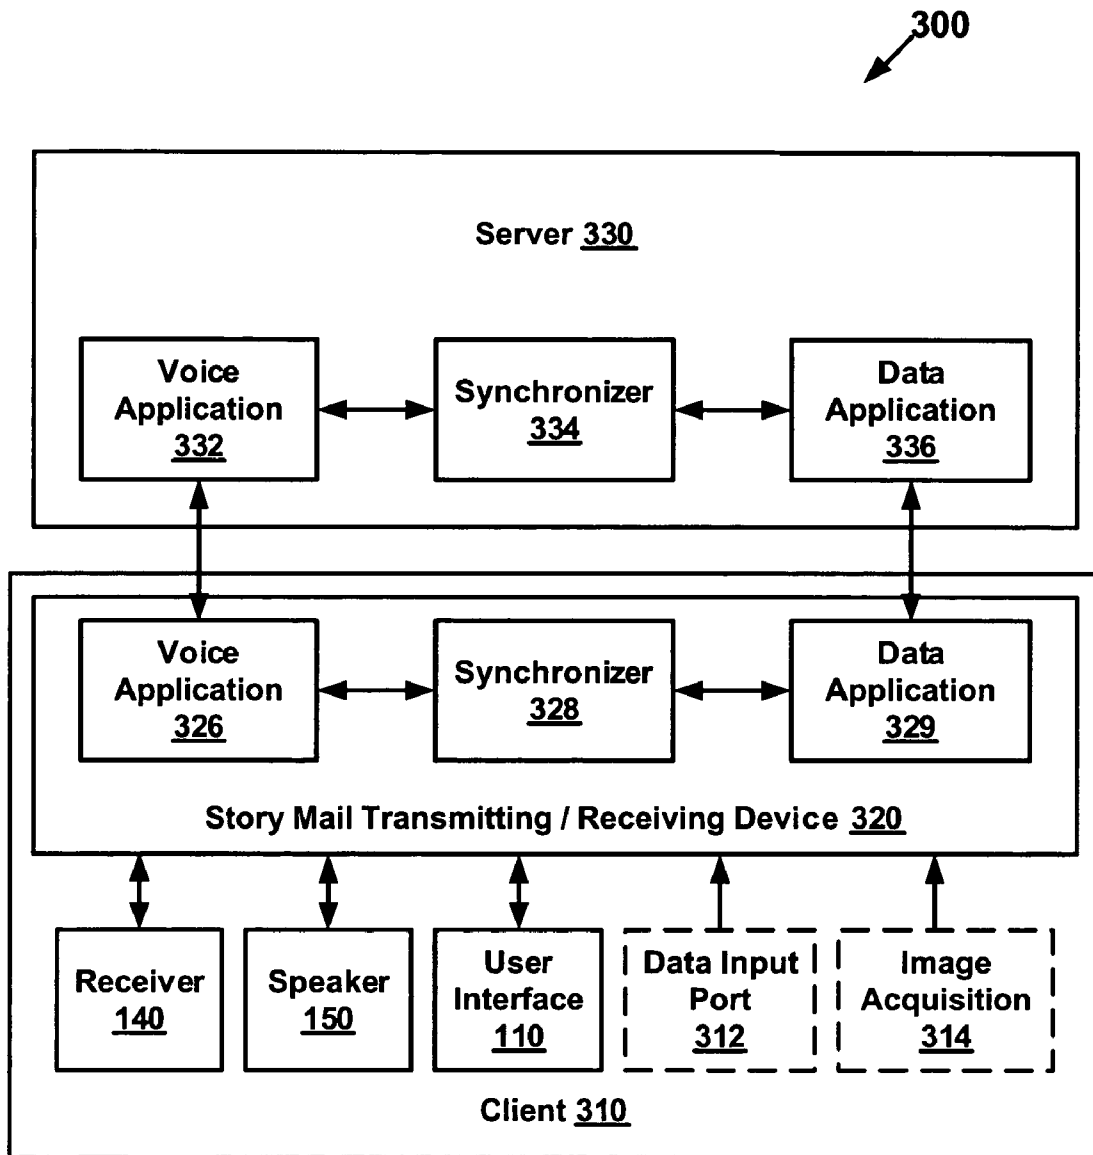 300
Server 330
Voice
Application
332
Synchronizer
334
Data
Application
336
Voice
Application
326
Synchronizer
328
Data
Application
329
Story Mail Transmitting / Receiving Device 320
Receiver
140
Speaker
150
User
Interface
110
Data Input
Port
312
Image
Acquisition
314
Client 310